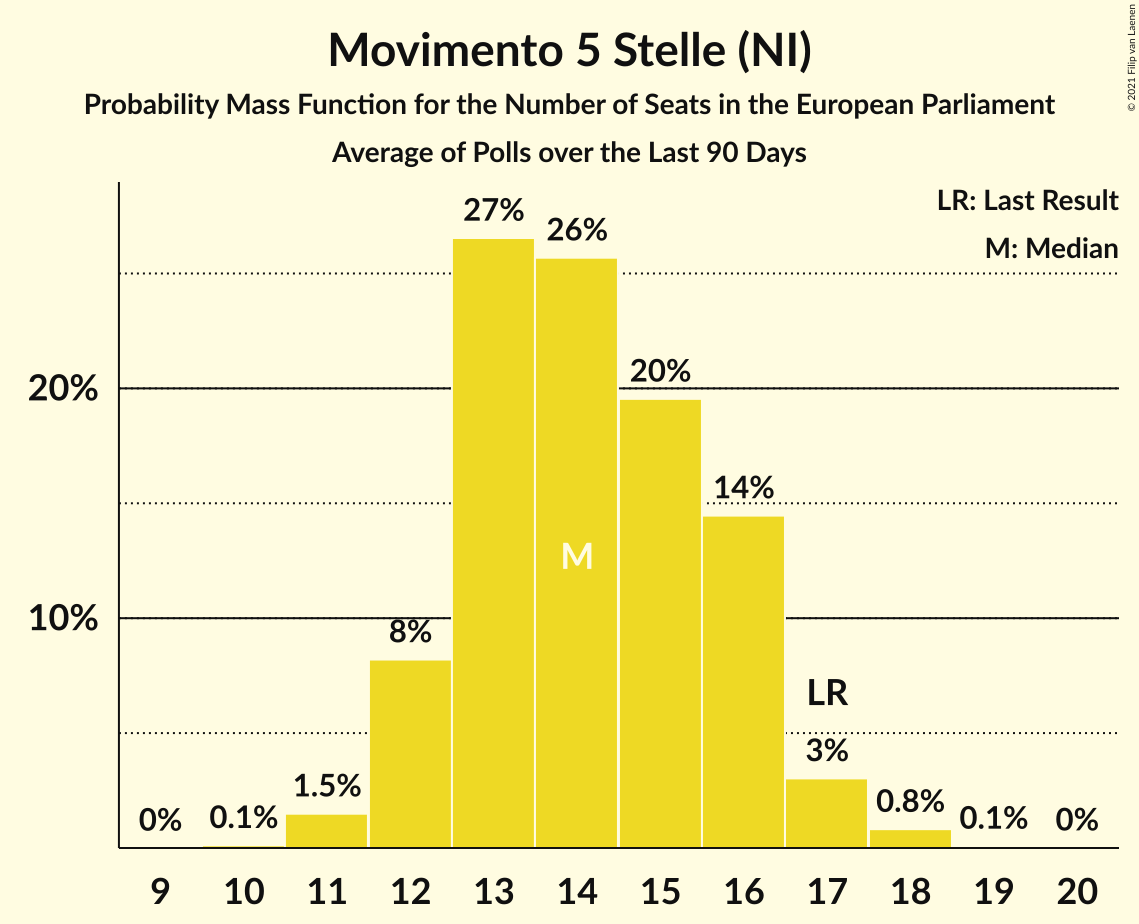 Movimento 5 Stelle (NI)
Probability Mass Function for the Number of Seats in the European Parliament
Average of Polls over the Last 90 Days
© 2021 Filip van Laenen
LR: Last Result
M: Median
27%
26%
20%
20%
14%
M
10%
8%
LR
3%
1.5%
0.8%
0%
0.1%
0.1%
0%
9 10 11 12 13 14 15 16 17 18 19 20